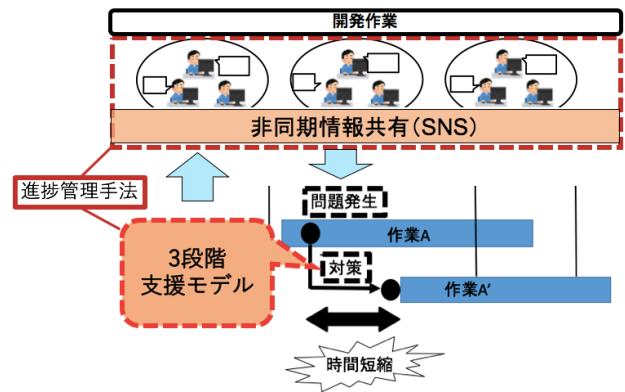 開発作業
非同期情報共有(SNS)
進捗管理手法
問題発生
作業A
3段階
支援モデル
対策
作業A'
時間短縮